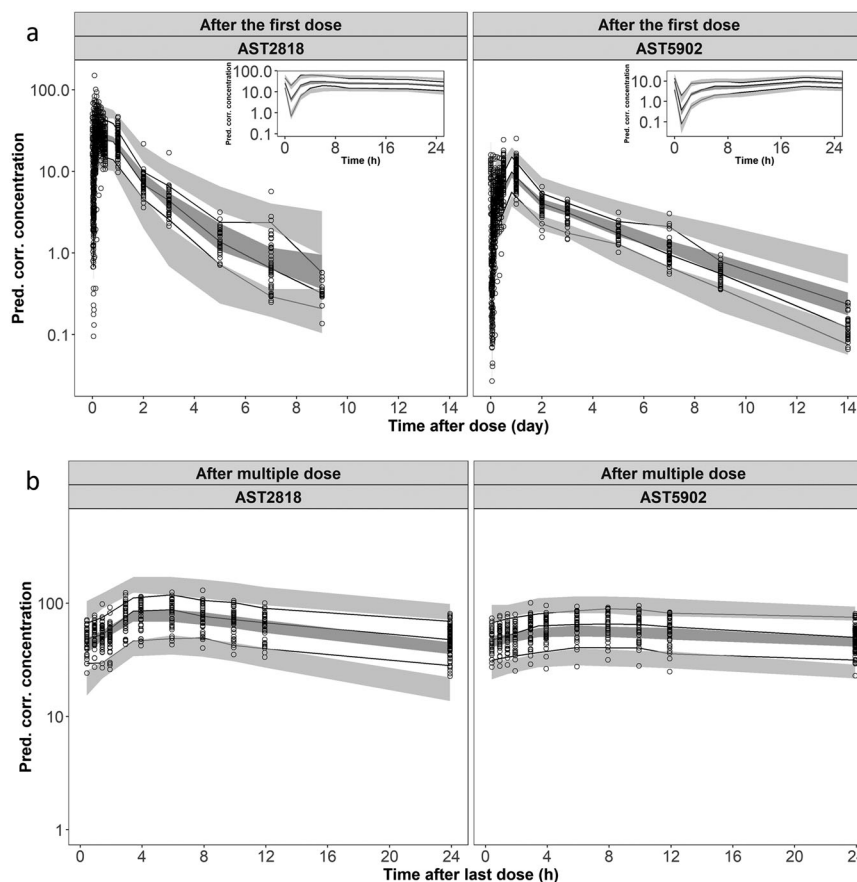 a
After the first dose
After the first dose
AST2818
AST5902
Pred. corr. concentration
100.0
10.0
1.0
0.1
Pred. corr. concentration
100.0
10.0
1.0
0.1
0 8 16 24
Time (h)
Pred. corr. concentration
10.0
1.0
0.1
0 8 16 24
Time (h)
0 2 4 6 8 10 12 14
0 2 4 6 8 10 12 14
Time after dose (day)
b
After multiple dose
After multiple dose
AST2818
AST5902
Pred. corr. concentration
100
10
1
0 4 8 12 16 20 24
0 4 8 12 16 20 24
Time after last dose (h)